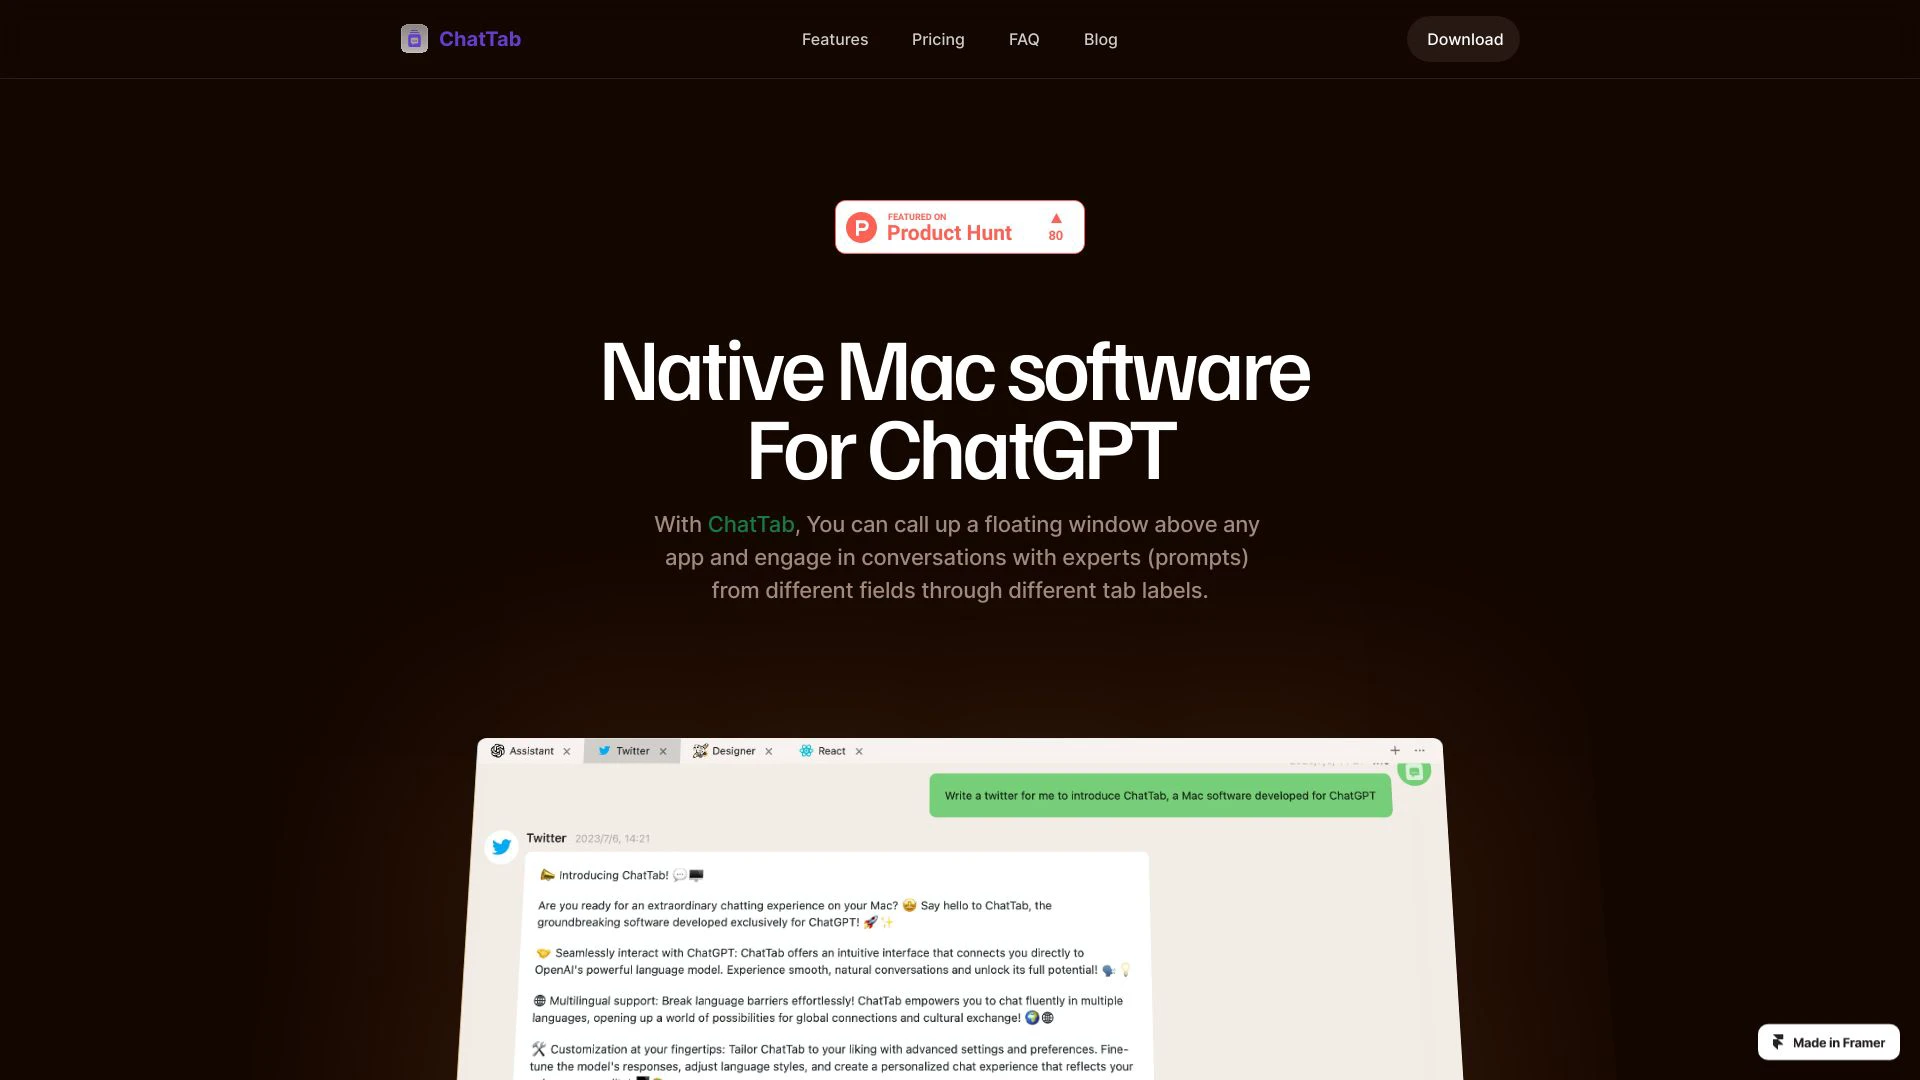 ChatTab
Features
Pricing
FAQ
Blog
Download
FEATURED ON
Product Hunt
80
Native Mac software
For ChatGPT
With ChatTab, You can call up a floating window above any
app and engage in conversations with experts (prompts)
from different fields through different tab labels.
Assistant
Twitter
Designer
React
Write a twitter for me to introduce ChatTab, a Mac software developed for ChatGPT
Twitter 2023/7/6, 14:21
Introducing ChatTab!
Are you ready for an extraordinary chatting experience on your Mac? 🤩 Say hello to ChatTab, the
groundbreaking software developed exclusively for ChatGPT! 🚀✨
🤝 Seamlessly interact with ChatGPT: ChatTab offers an intuitive interface that connects you directly to
OpenAI's powerful language model. Experience smooth, natural conversations and unlock its full potential! 🗣️💡
🌐 Multilingual support: Break language barriers effortlessly! ChatTab empowers you to chat fluently in multiple
languages, opening up a world of possibilities for global connections and cultural exchange! 🌍🌐
🛠️ Customization at your fingertips: Tailor ChatTab to your liking with advanced settings and preferences. Fine-
tune the model's responses, adjust language styles, and create a personalized chat experience that reflects your
Made in Framer